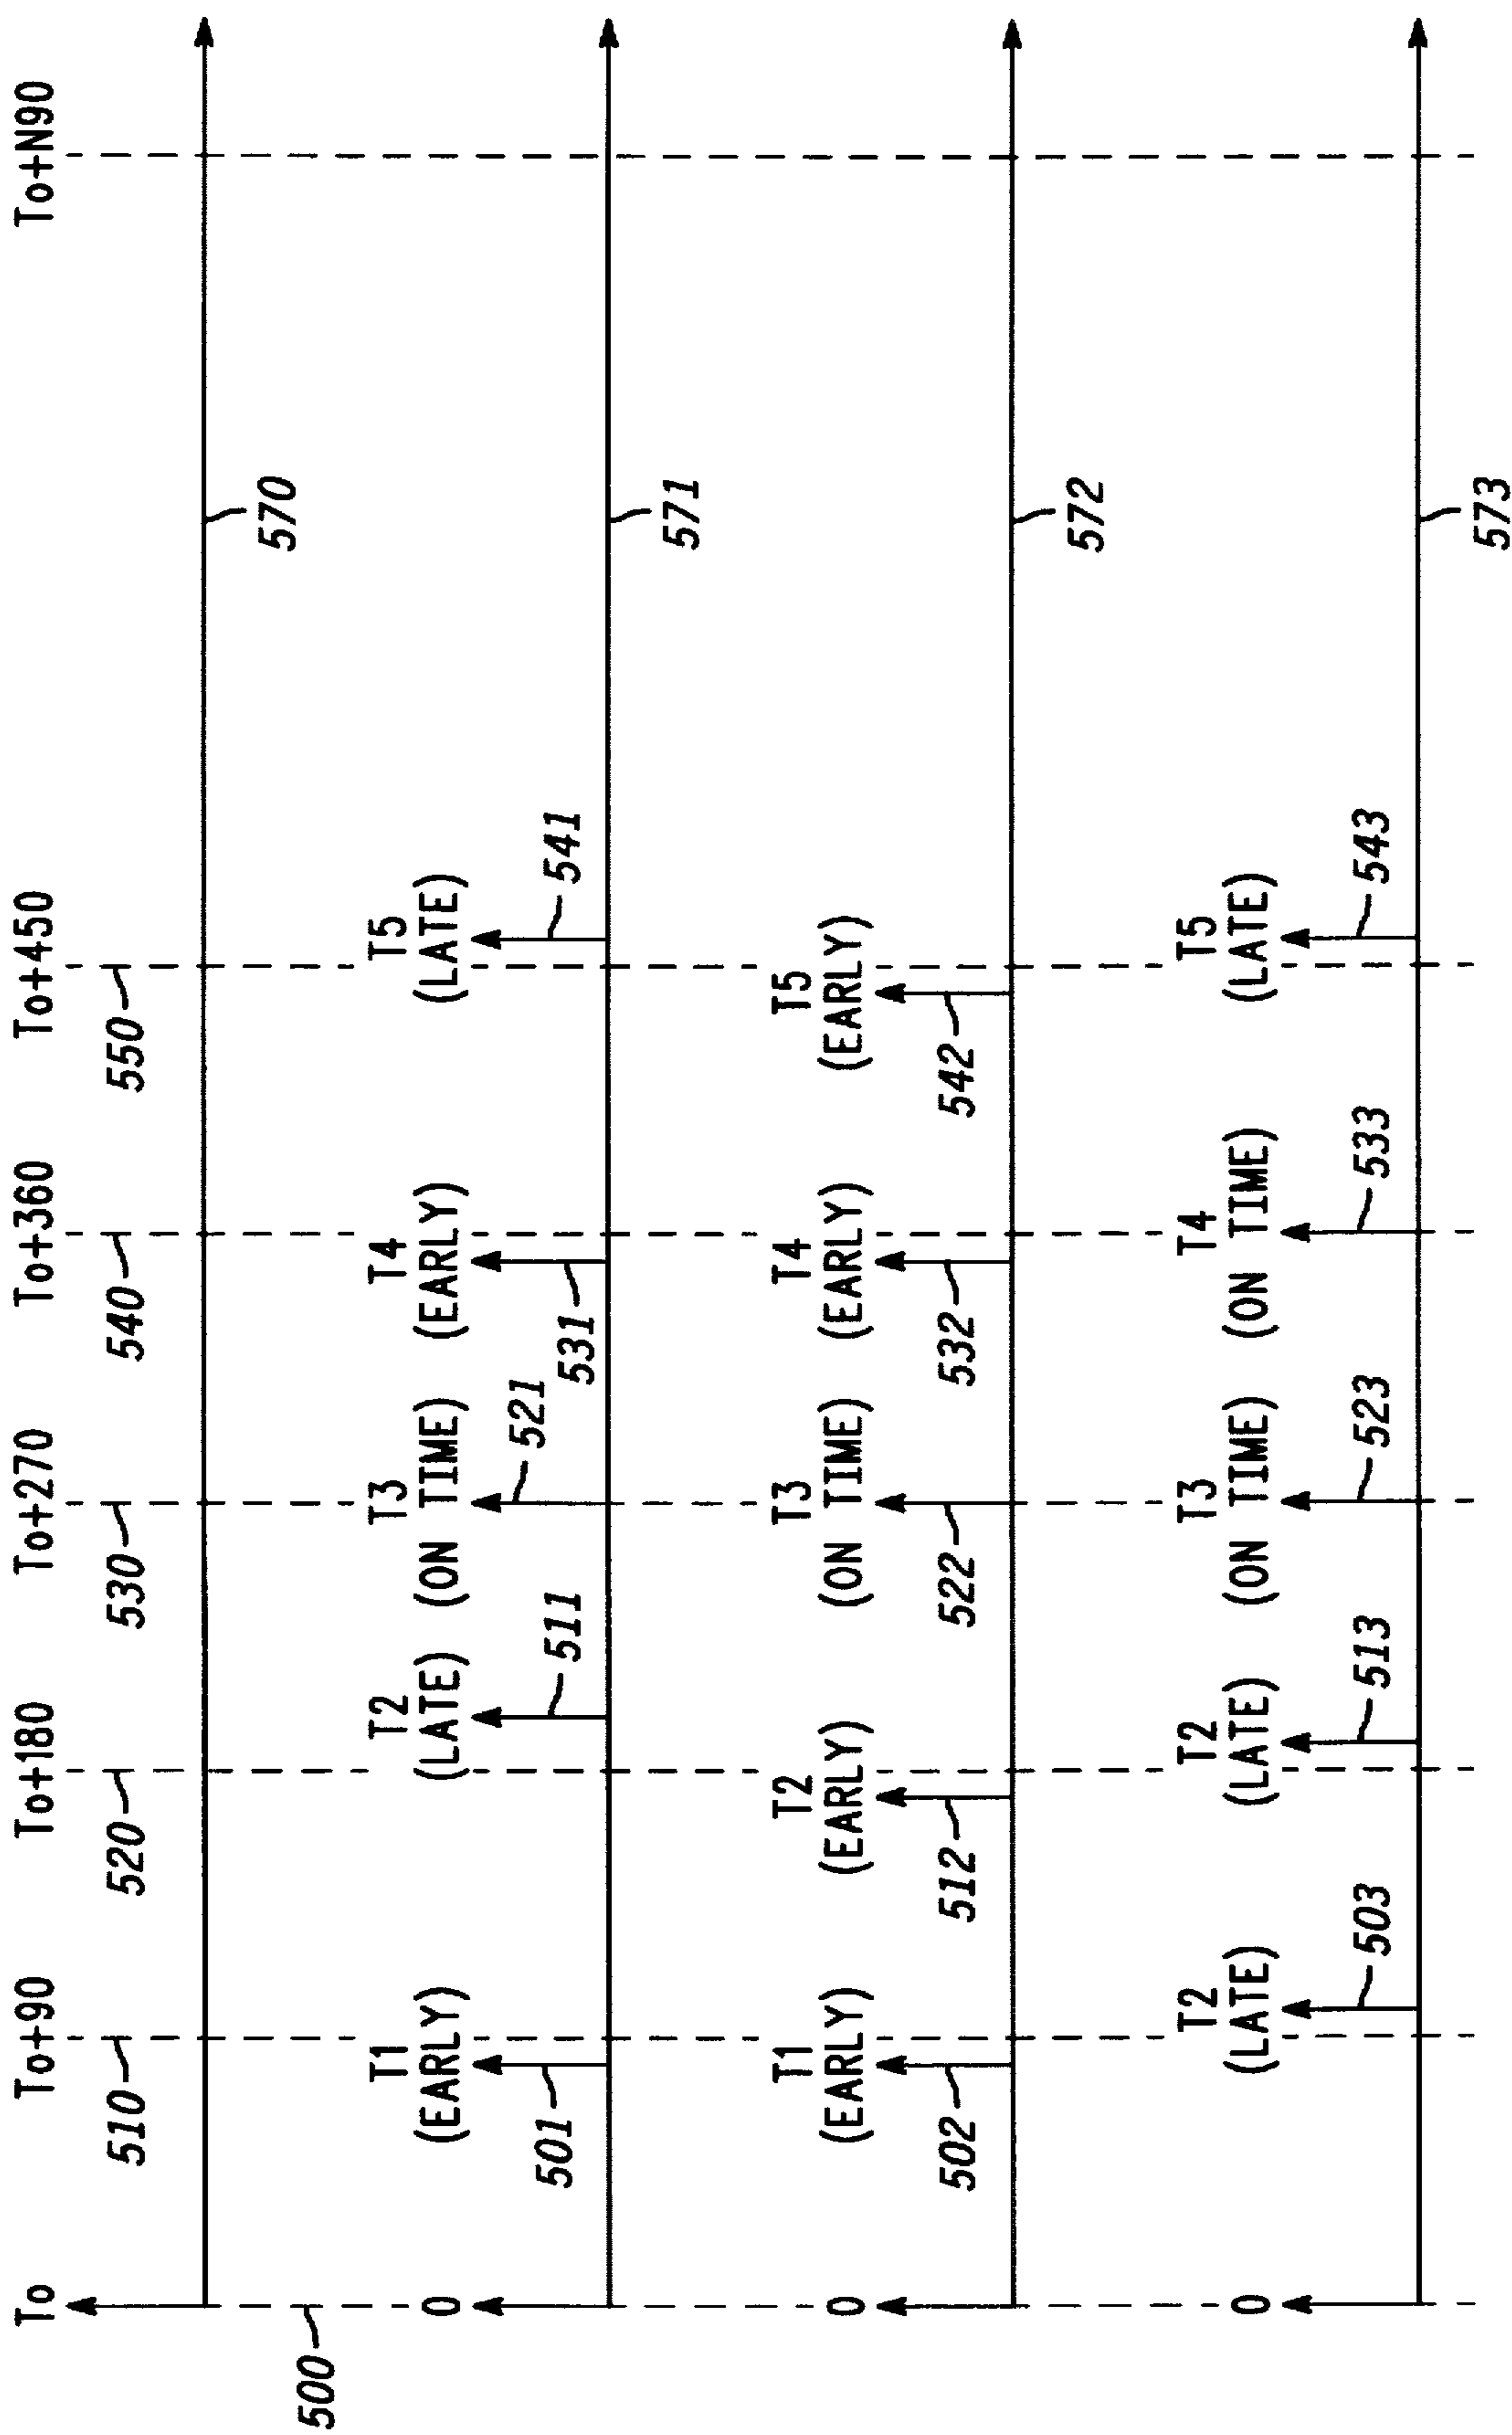 To To+90 To+180 To+270 To+360 To+450 To+N90
510 520 530 540 550
500
570
0 T1 T2 T3 T4 T5
(EARLY) (LATE) (ON TIME) (EARLY) (LATE)
501 511 521 531 541
571
0 T1 T2 T3 T4 T5
(EARLY) (EARLY) (ON TIME) (EARLY) (EARLY)
502 512 522 532 542
572
0 T2 T2 T3 T4 T5
(LATE) (LATE) (ON TIME) (ON TIME) (LATE)
503 513 523 533 543
573